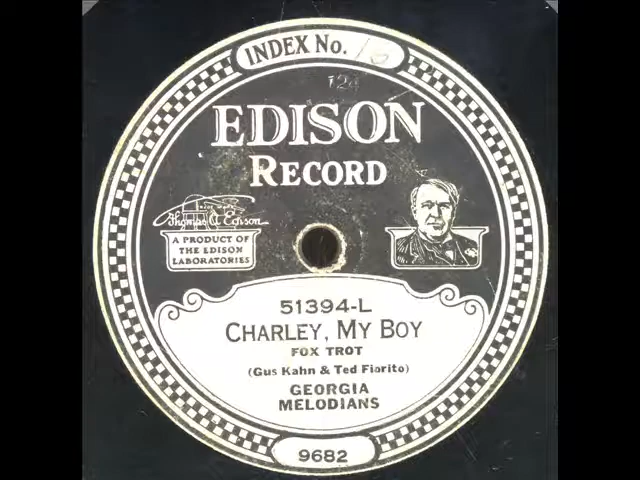 INDEX No. 16
124
EDISON
RECORD
Thomas A Edison
A PRODUCT OF
THE EDISON
LABORATORIES
51394-L
CHARLEY, MY BOY
FOX TROT
(Gus Kahn & Ted Fiorito)
GEORGIA
MELODIANS
9682